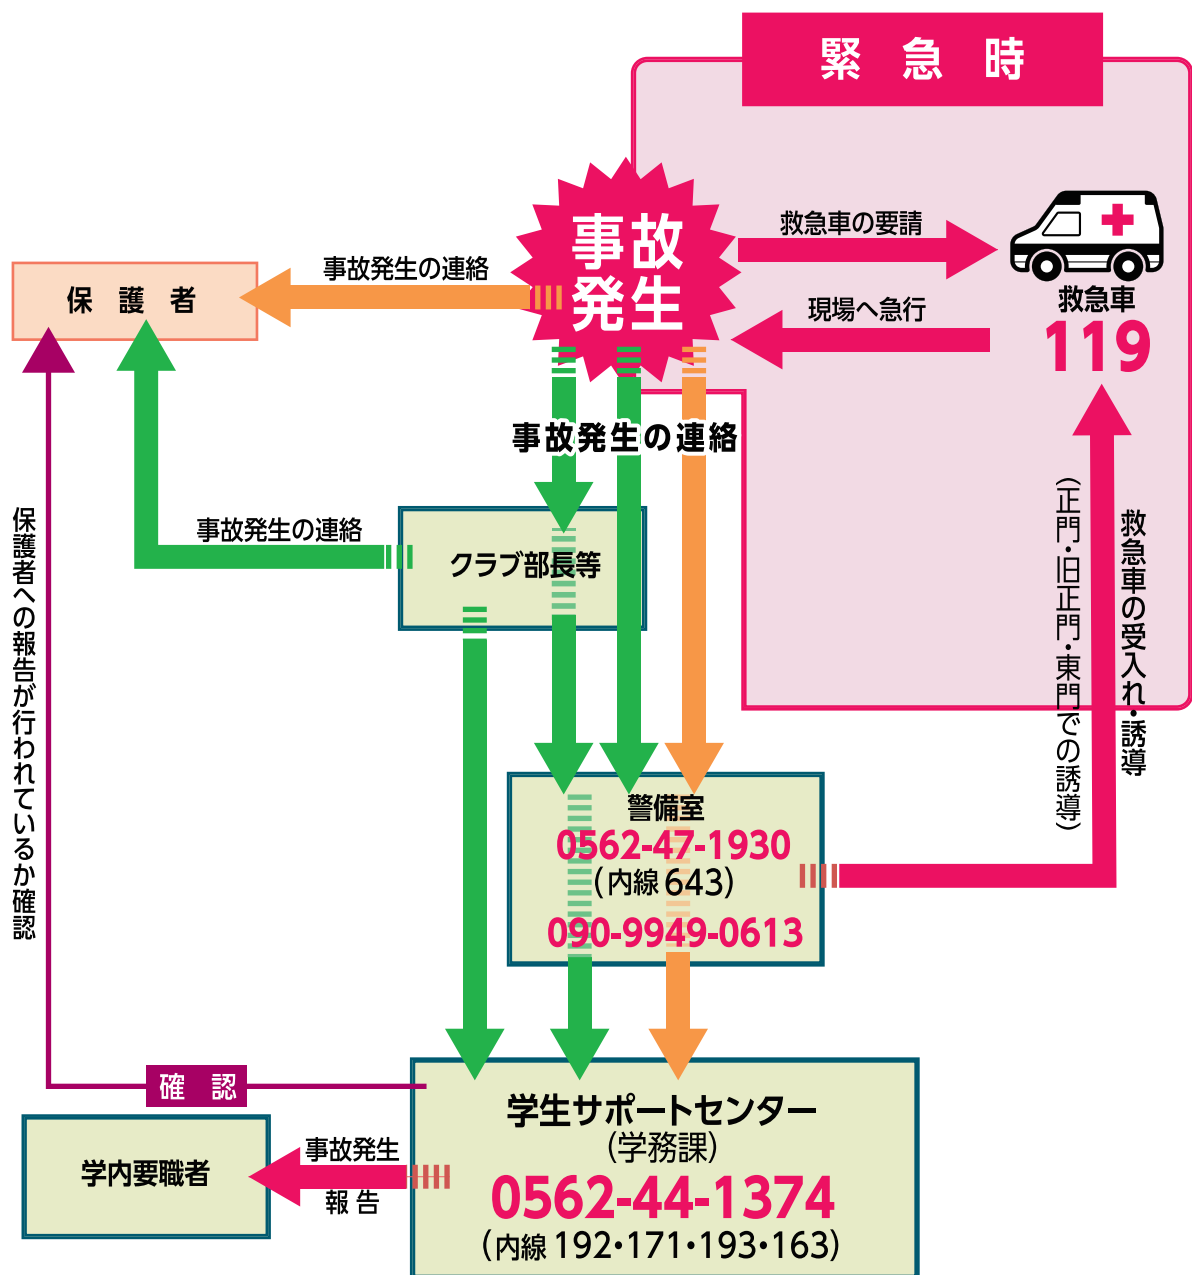 緊 急 時
事故
発生
救急車の要請
現場へ急行
救急車
119
事故発生の連絡
保 護 者
事故発生の連絡
事故発生の連絡
クラブ部長等
保護者への報告が行われているか確認
救急車の受入れ・誘導
(正門・旧正門・東門での誘導)
警備室
0562-47-1930
(内線643)
090-9949-0613
確 認
学生サポートセンター
(学務課)
0562-44-1374
(内線192・171・193・163)
事故発生
報 告
学内要職者